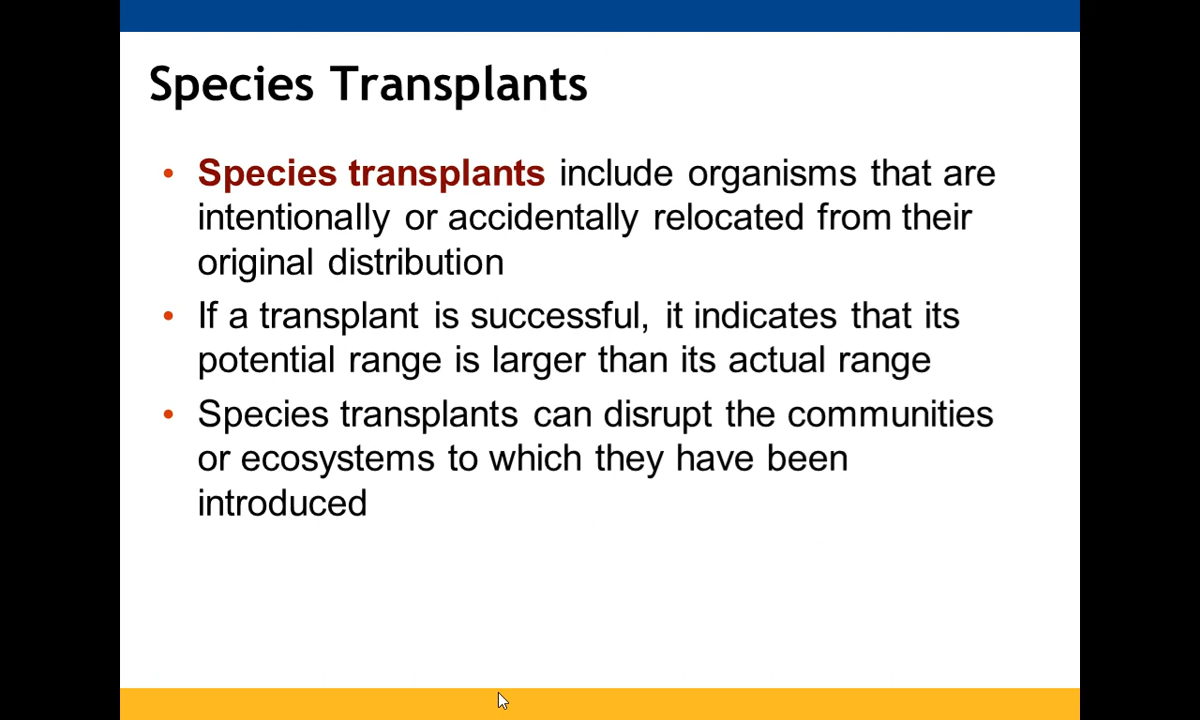 Species Transplants
• Species transplants include organisms that are
intentionally or accidentally relocated from their
original distribution
• If a transplant is successful, it indicates that its
potential range is larger than its actual range
• Species transplants can disrupt the communities
or ecosystems to which they have been
introduced